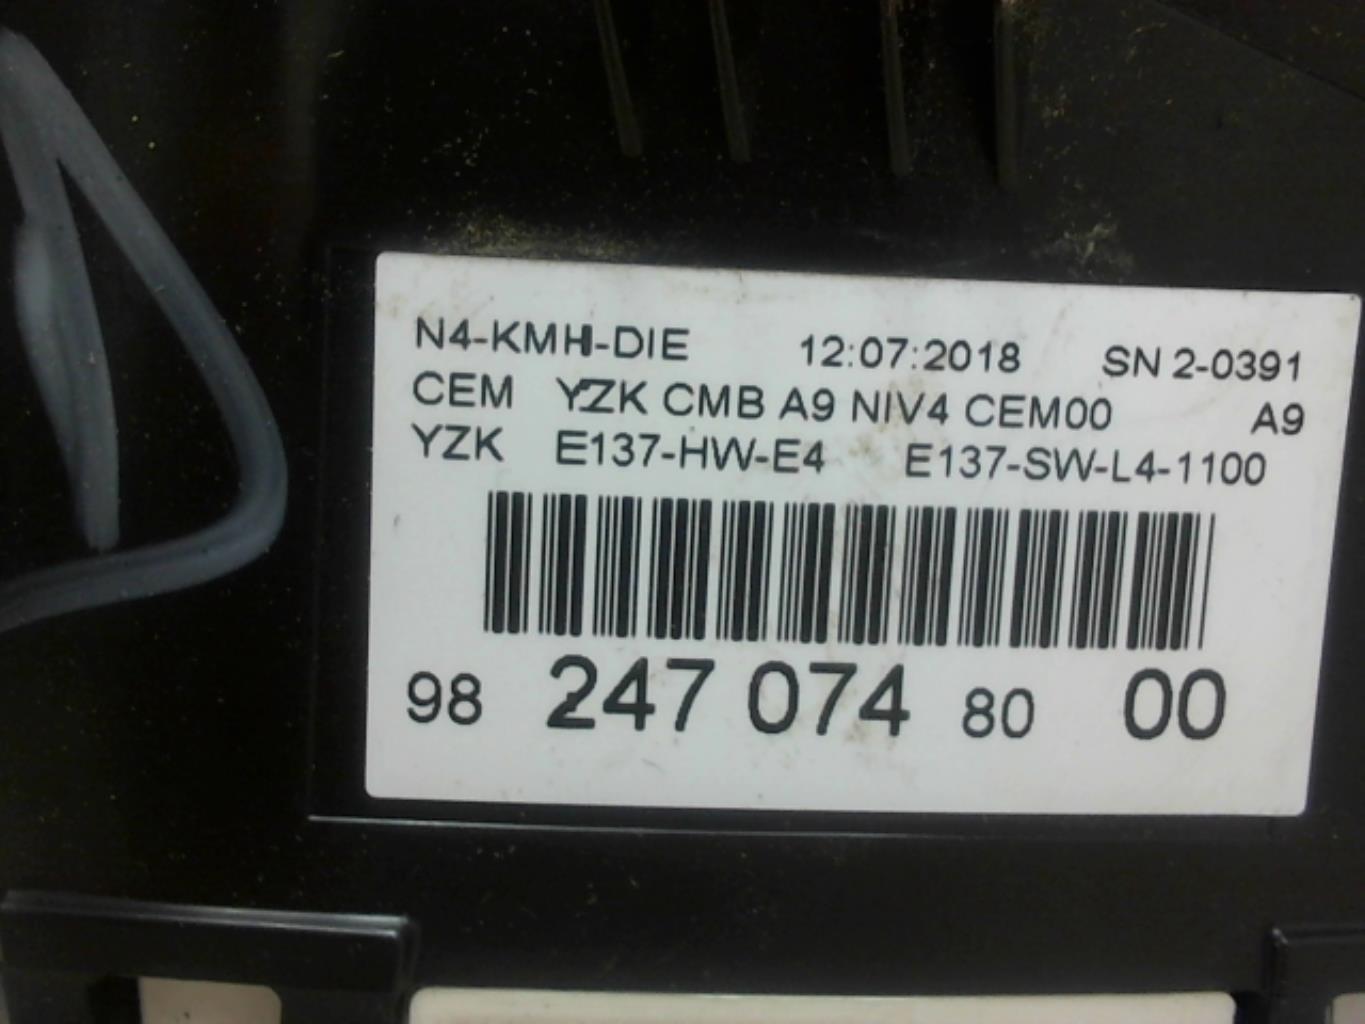 N4-KMH-DIE 12:07:2018 SN 2-0391
CEM YZK CMB A9 NIV4 CEM00 A9
YZK E137-HW-E4 E137-SW-L4-1100
98 247 074 80 00